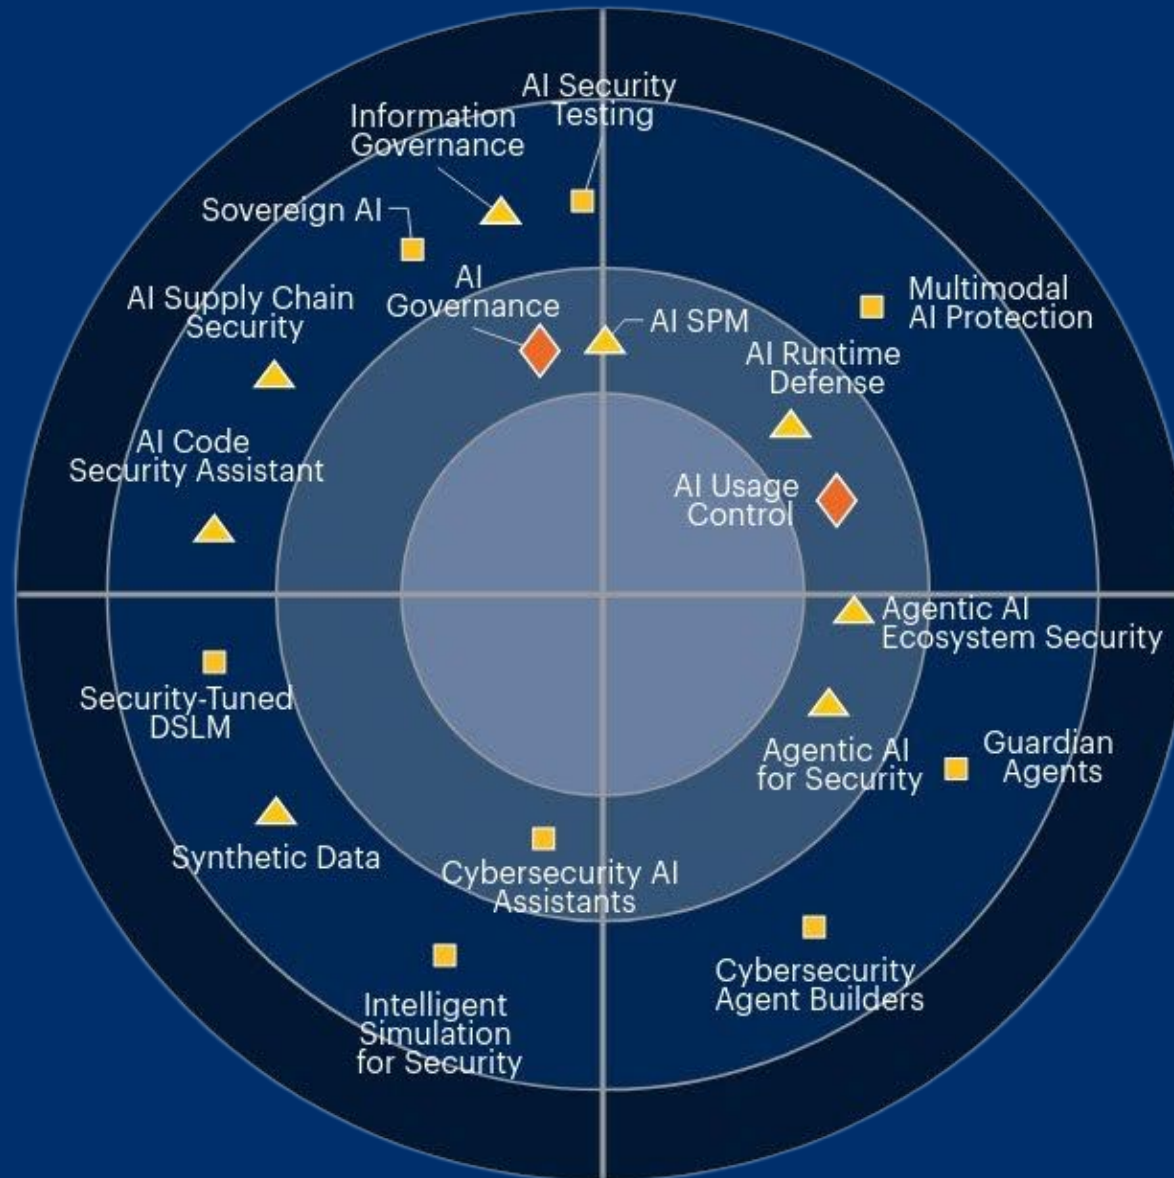 AI Security
Testing
Information
Governance
Sovereign AI
AI
Governance
AI Supply Chain
Security
AI SPM
Multimodal
AI Protection
AI Runtime
Defense
AI Code
Security Assistant
AI Usage
Control
Agentic AI
Ecosystem Security
Security-Tuned
DSLM
Agentic AI
for Security
Guardian
Agents
Synthetic Data
Cybersecurity AI
Assistants
Cybersecurity
Agent Builders
Intelligent
Simulation
for Security